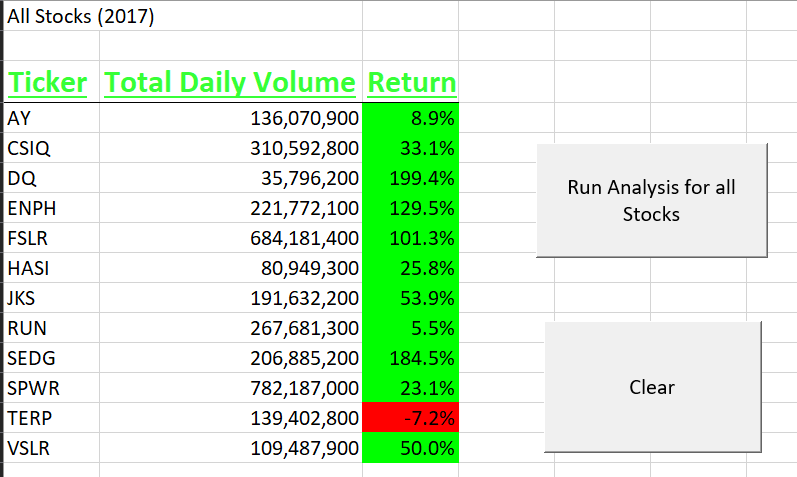 All Stocks (2017)
Ticker Total Daily Volume Return
AY 136,070,900 8.9%
CSIQ 310,592,800 33.1%
DQ 35,796,200 199.4%
ENPH 221,772,100 129.5%
FSLR 684,181,400 101.3%
HASI 80,949,300 25.8%
JKS 191,632,200 53.9%
RUN 267,681,300 5.5%
SEDG 206,885,200 184.5%
SPWR 782,187,000 23.1%
TERP 139,402,800 -7.2%
VSLR 109,487,900 50.0%
Run Analysis for all
Stocks
Clear